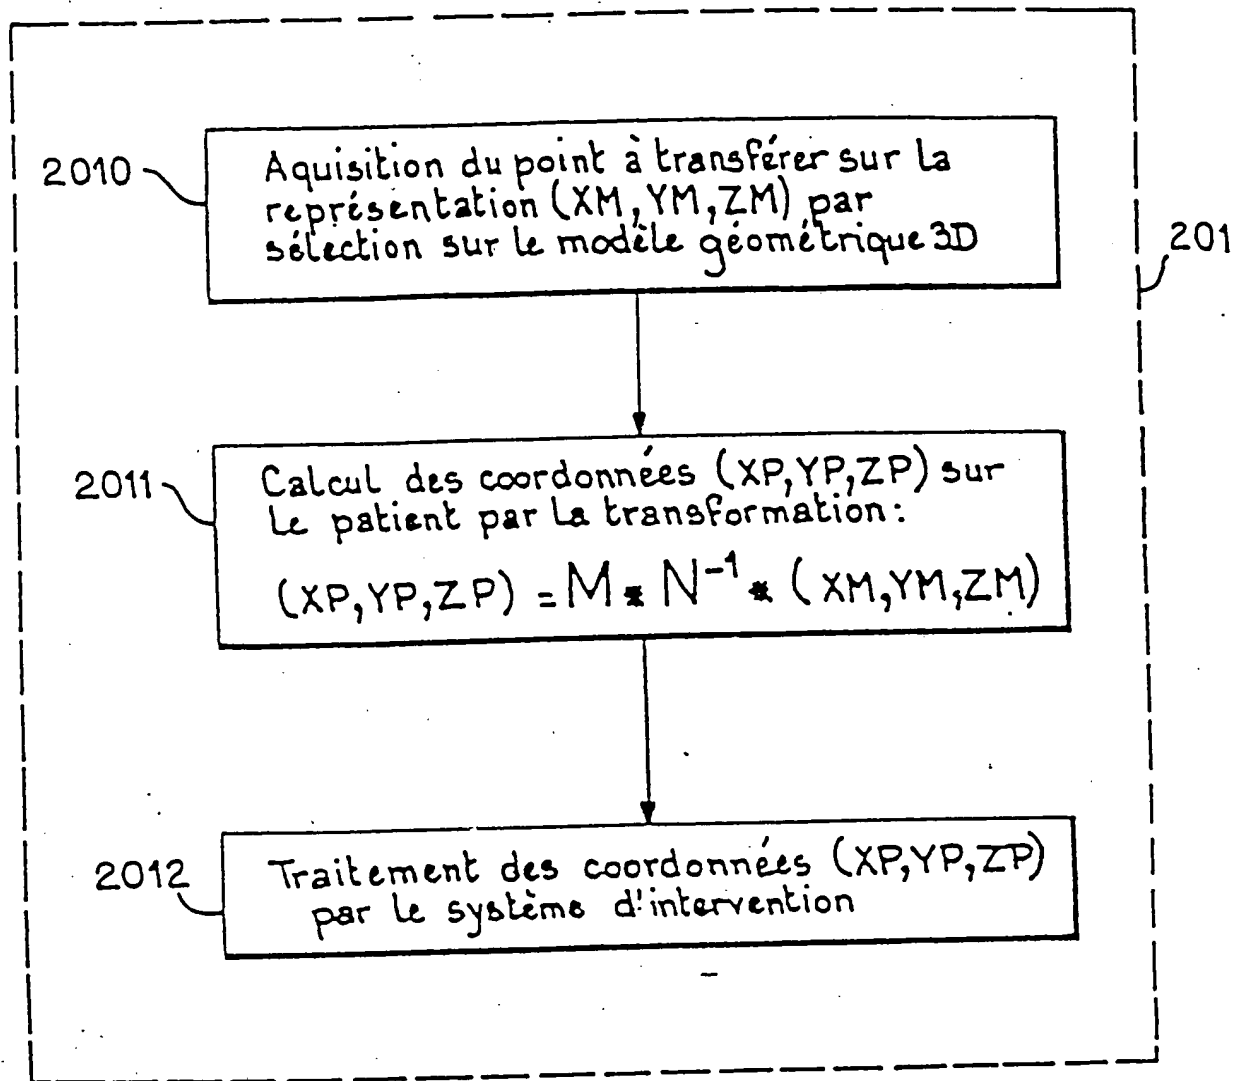 2010
Aquisition du point à transférer sur la
représentation (XM,YM,ZM) par
sélection sur le modèle géométrique 3D
201
2011
Calcul des coordonnées (XP,YP,ZP) sur
le patient par la transformation:
(XP,YP,ZP) = M * N⁻¹ * (XM,YM,ZM)
2012
Traitement des coordonnées (XP,YP,ZP)
par le système d'intervention